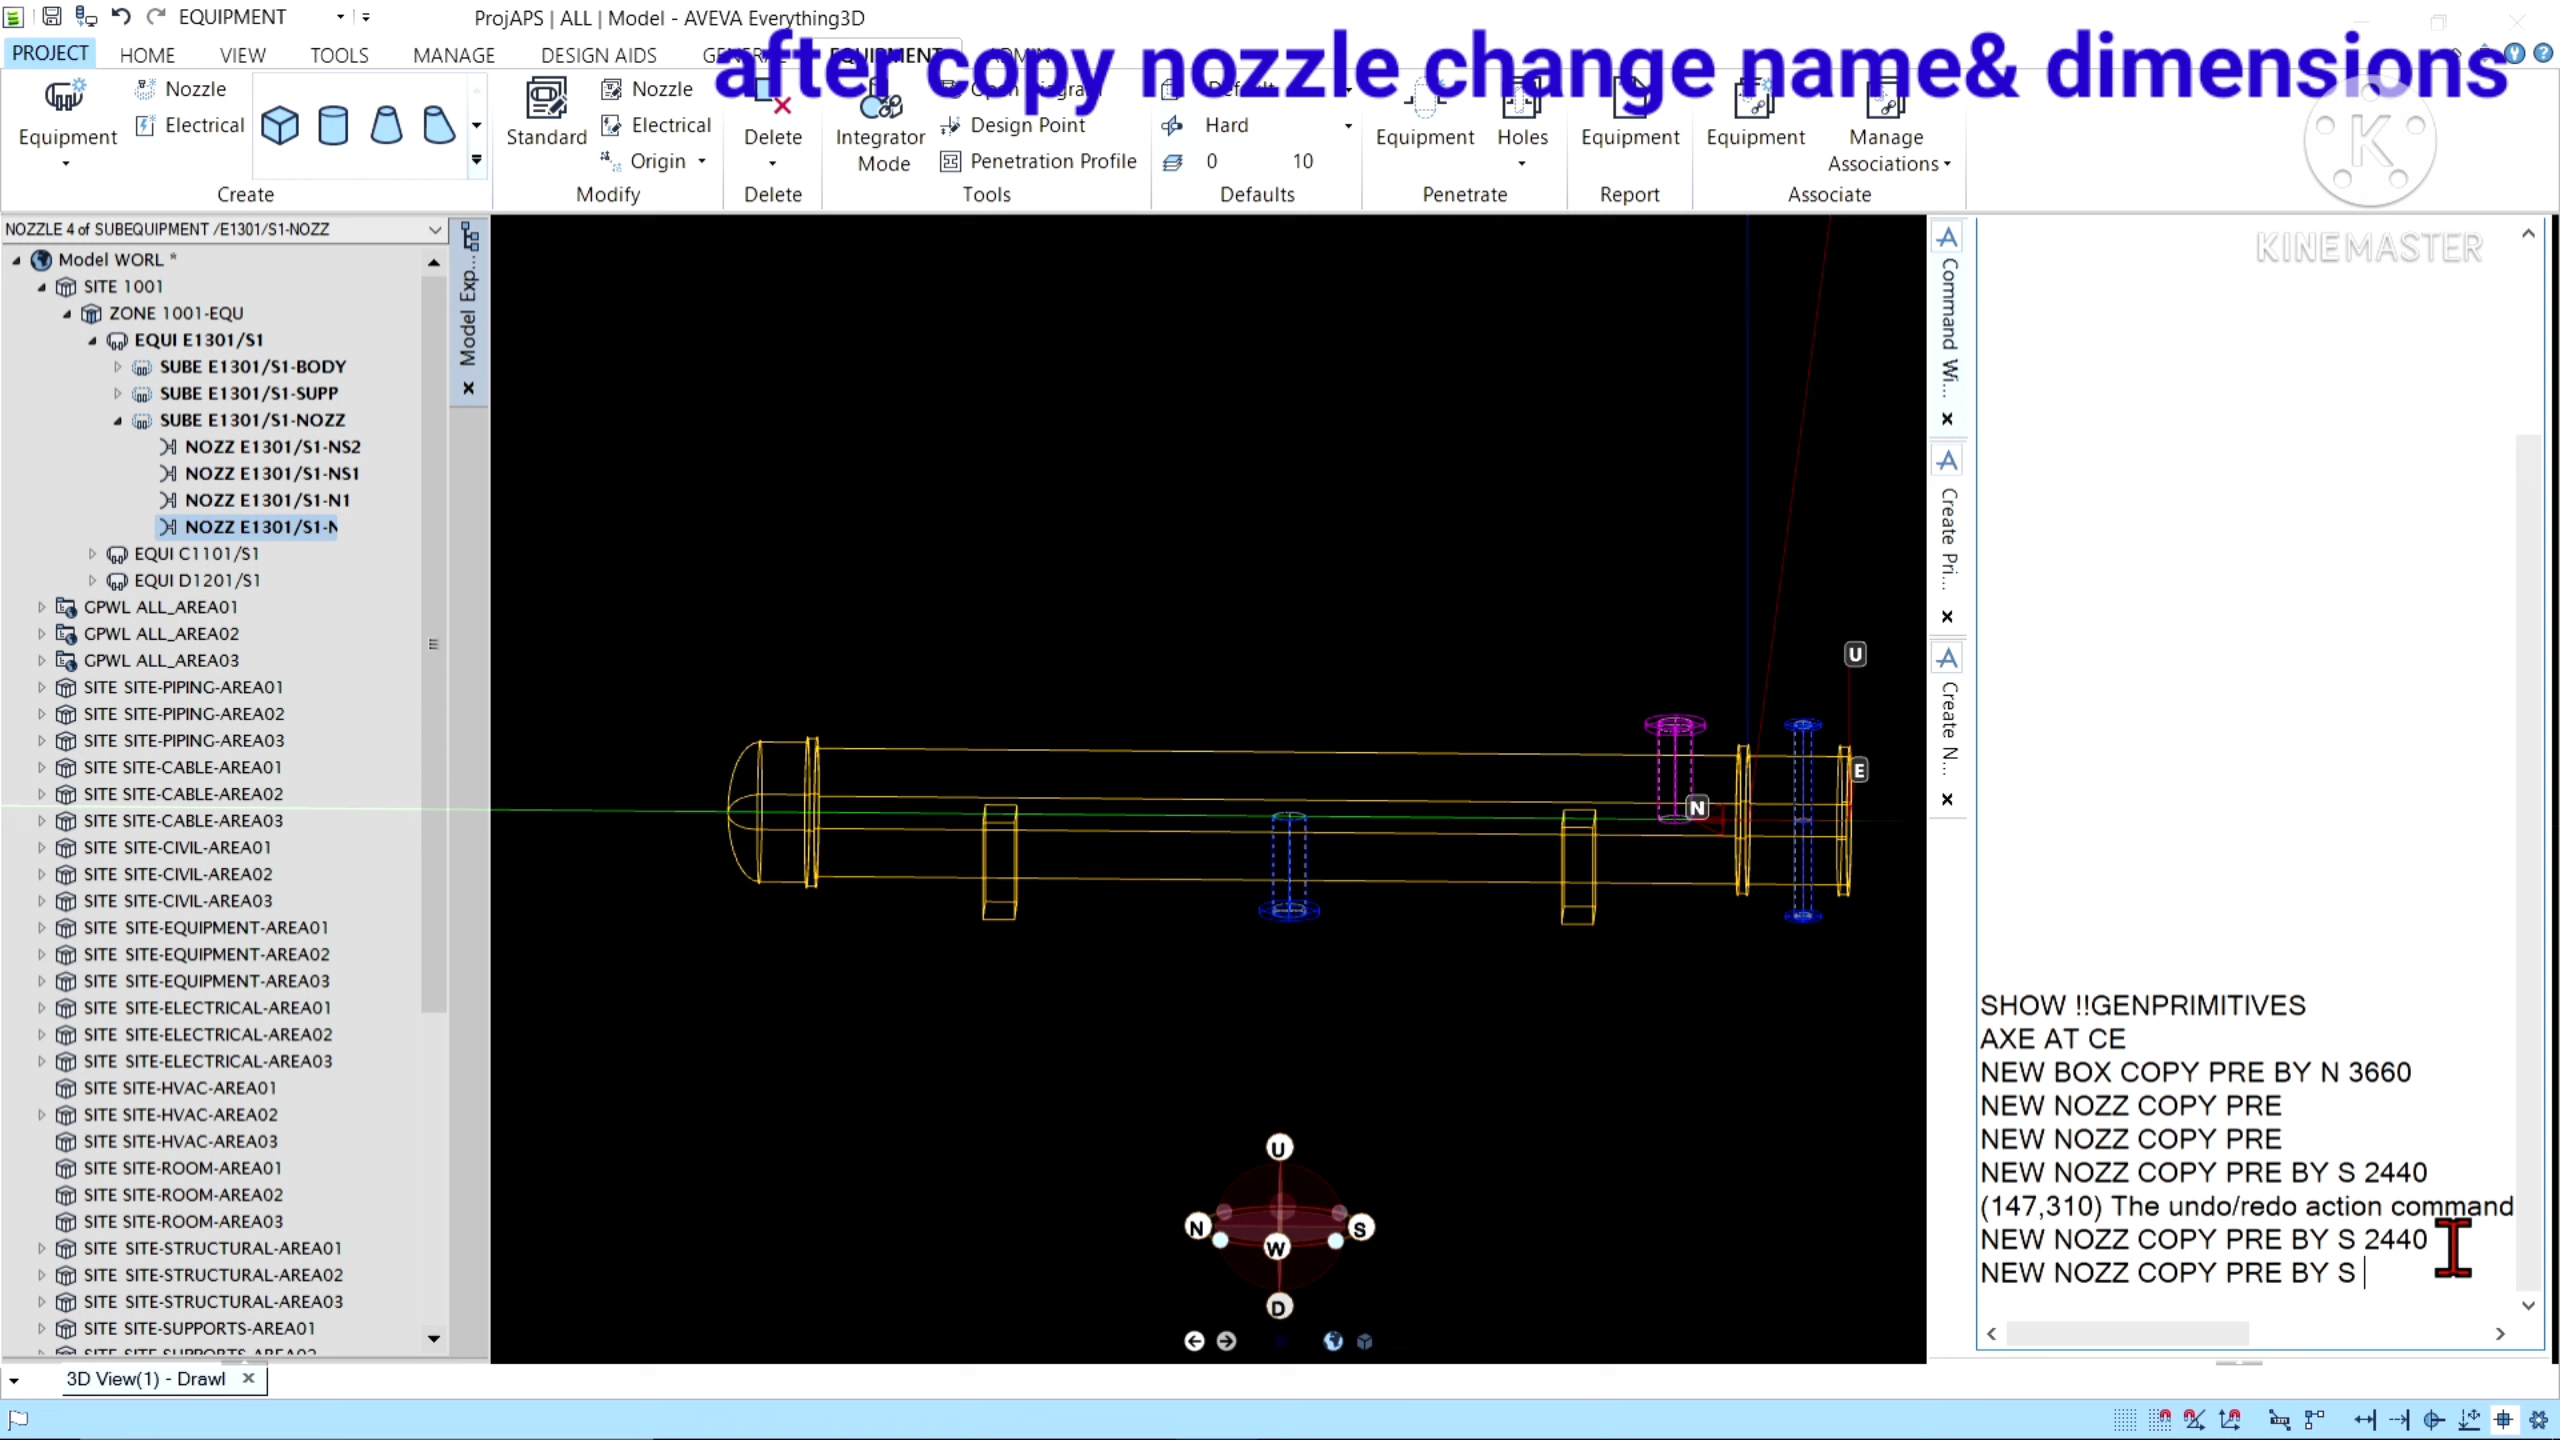 EQUIPMENT
ProjAPS | ALL | Model - AVEVA Everything3D
after copy nozzle change name& dimensions
PROJECT
HOME
VIEW
TOOLS
MANAGE
DESIGN AIDS
EQUIPMENT
ADMIN
Equipment
Nozzle
Electrical
Create
Standard
Nozzle
Electrical
Origin
Modify
Delete
Delete
Integrator
Mode
Design Point
Penetration Profile
Tools
Default
Hard
0 10
Defaults
Equipment
Holes
Penetrate
Equipment
Report
Equipment
Manage
Associations
Associate
K
KINEMASTER
NOZZLE 4 of SUBEQUIPMENT /E1301/S1-NOZZ
Model WORL *
SITE 1001
ZONE 1001-EQU
EQUI E1301/S1
SUBE E1301/S1-BODY
SUBE E1301/S1-SUPP
SUBE E1301/S1-NOZZ
NOZZ E1301/S1-NS2
NOZZ E1301/S1-NS1
NOZZ E1301/S1-N1
NOZZ E1301/S1-N
EQUI C1101/S1
EQUI D1201/S1
GPWL ALL_AREA01
GPWL ALL_AREA02
GPWL ALL_AREA03
SITE SITE-PIPING-AREA01
SITE SITE-PIPING-AREA02
SITE SITE-PIPING-AREA03
SITE SITE-CABLE-AREA01
SITE SITE-CABLE-AREA02
SITE SITE-CABLE-AREA03
SITE SITE-CIVIL-AREA01
SITE SITE-CIVIL-AREA02
SITE SITE-CIVIL-AREA03
SITE SITE-EQUIPMENT-AREA01
SITE SITE-EQUIPMENT-AREA02
SITE SITE-EQUIPMENT-AREA03
SITE SITE-ELECTRICAL-AREA01
SITE SITE-ELECTRICAL-AREA02
SITE SITE-ELECTRICAL-AREA03
SITE SITE-HVAC-AREA01
SITE SITE-HVAC-AREA02
SITE SITE-HVAC-AREA03
SITE SITE-ROOM-AREA01
SITE SITE-ROOM-AREA02
SITE SITE-ROOM-AREA03
SITE SITE-STRUCTURAL-AREA01
SITE SITE-STRUCTURAL-AREA02
SITE SITE-STRUCTURAL-AREA03
SITE SITE-SUPPORTS-AREA01
Model Exp...
U
E
N
U
N
S
W
D
Command Wi...
Create Pri...
Create N...
SHOW !!GENPRIMITIVES
AXE AT CE
NEW BOX COPY PRE BY N 3660
NEW NOZZ COPY PRE
NEW NOZZ COPY PRE
NEW NOZZ COPY PRE BY S 2440
(147,310) The undo/redo action command
NEW NOZZ COPY PRE BY S 2440
NEW NOZZ COPY PRE BY S
3D View(1) - Drawl